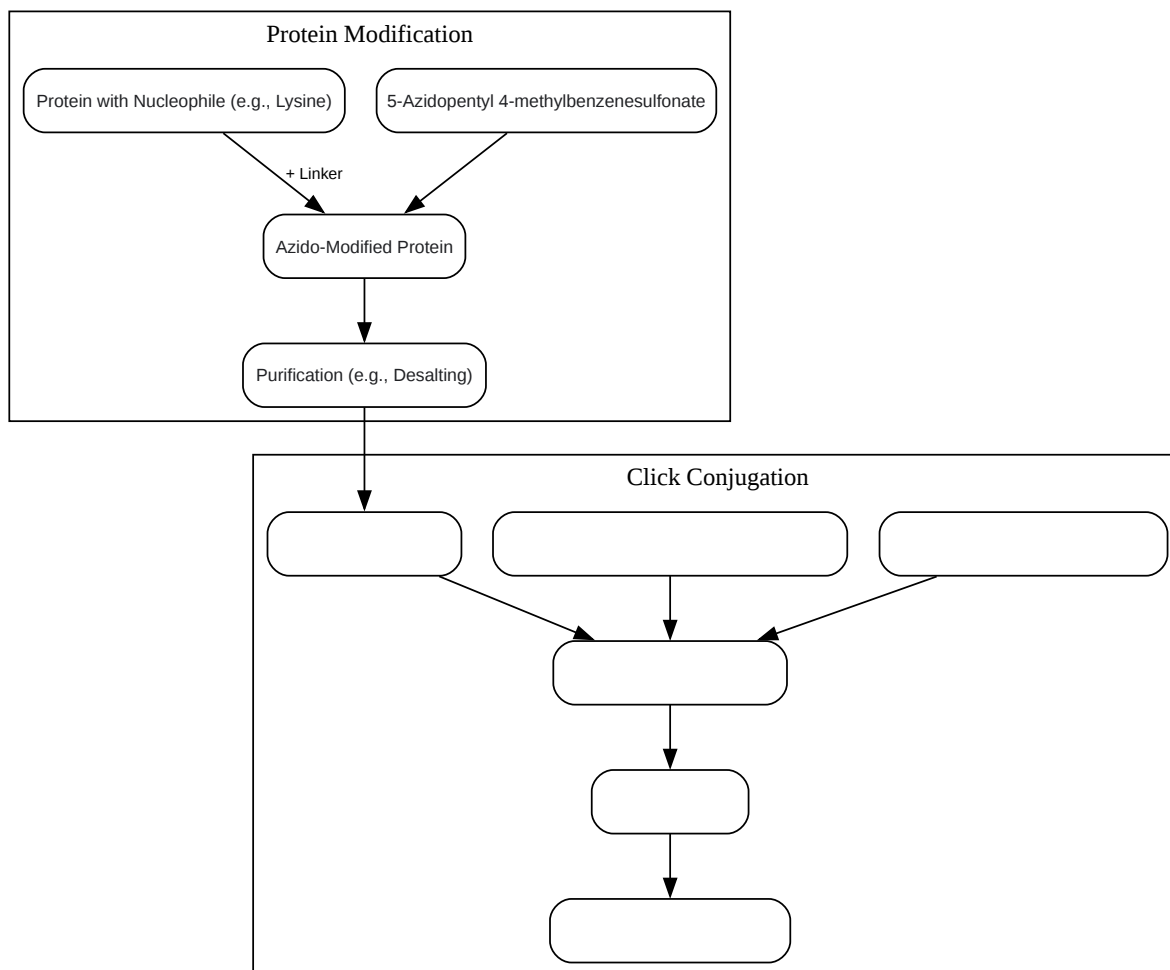 Protein Modification
Protein with Nucleophile (e.g., Lysine)
5-Azidopentyl 4-methylbenzenesulfonate
+ Linker
Azido-Modified Protein
Purification (e.g., Desalting)
Click Conjugation